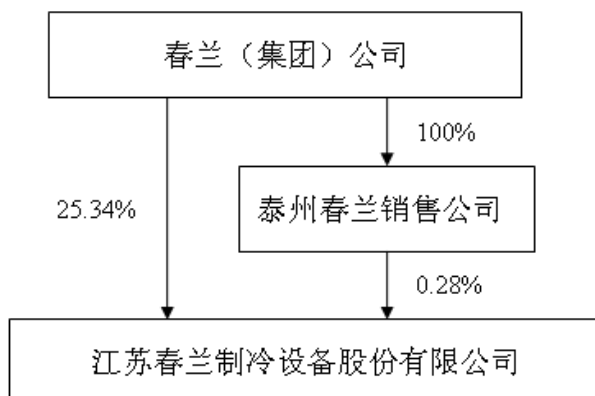 春兰（集团）公司
100%
25.34%
泰州春兰销售公司
0.28%
江苏春兰制冷设备股份有限公司